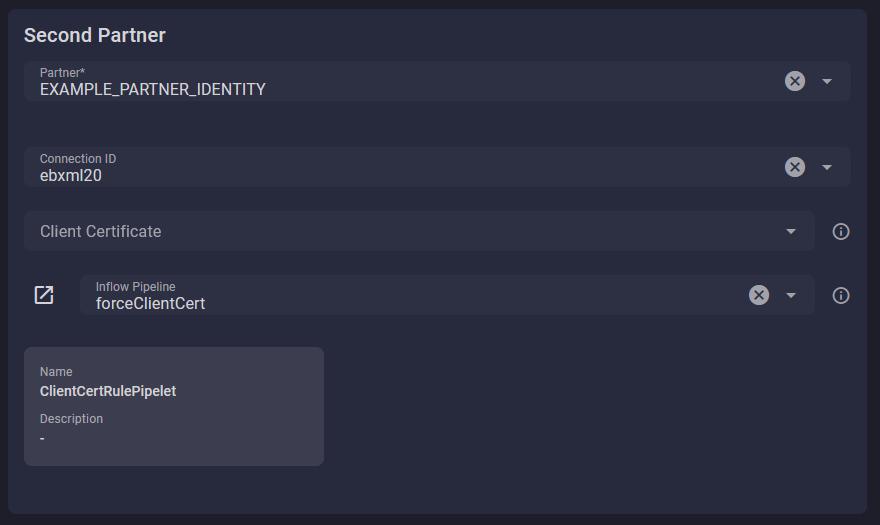 Second Partner
Partner*
EXAMPLE_PARTNER_IDENTITY
Connection ID
ebxml20
Client Certificate
Inflow Pipeline
forceClientCert
Name
ClientCertRulePipelet
Description
-